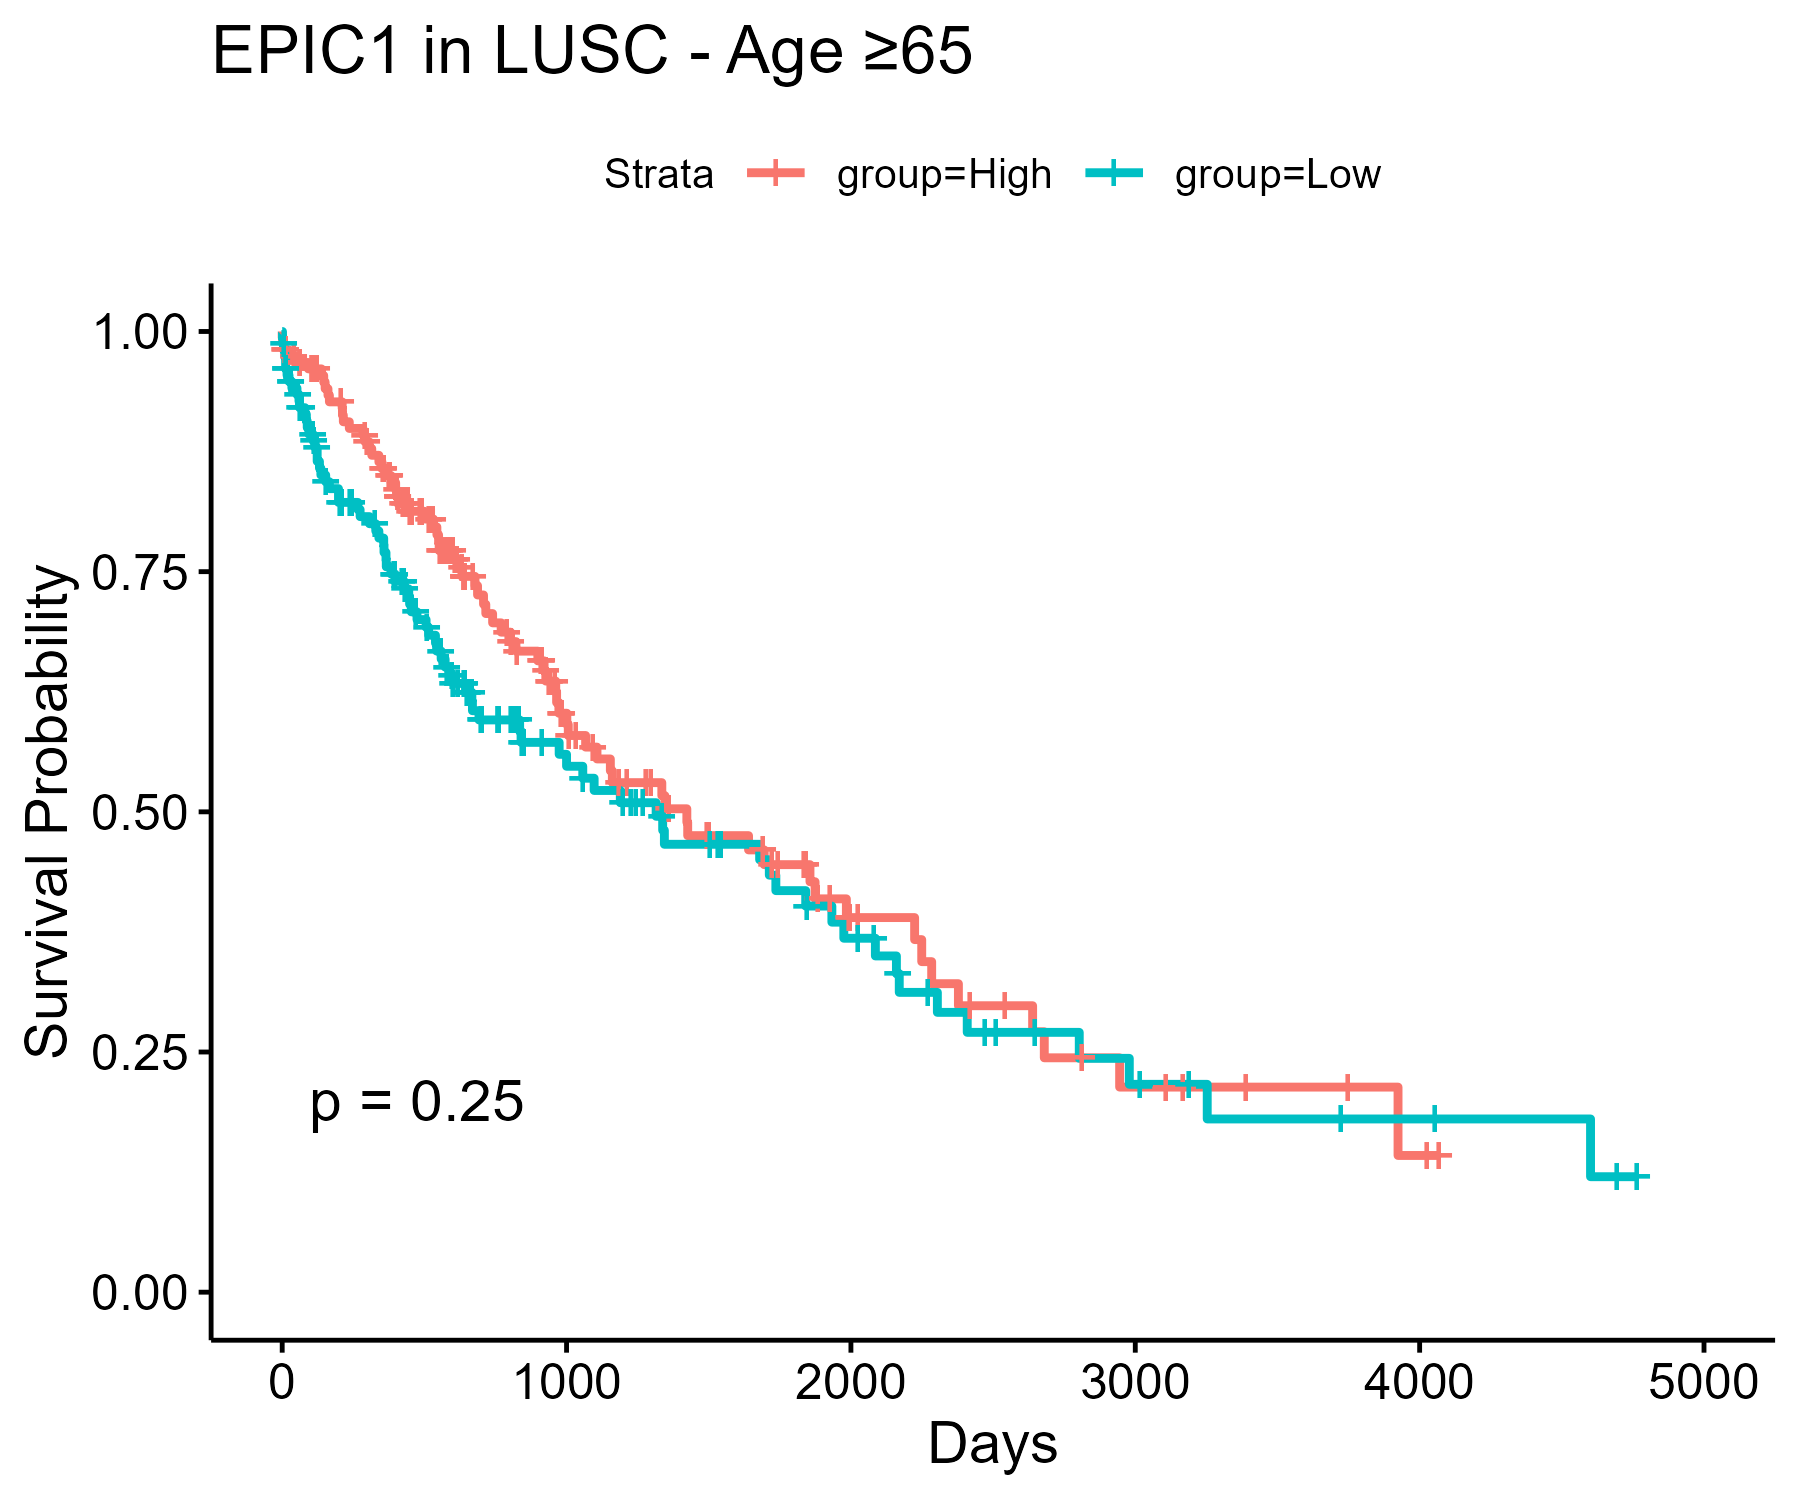 EPIC1 in LUSC - Age ≥65
Strata group=High group=Low
1.00
0.75
0.50
0.25
0.00
Survival Probability
p = 0.25
0 1000 2000 3000 4000 5000
Days